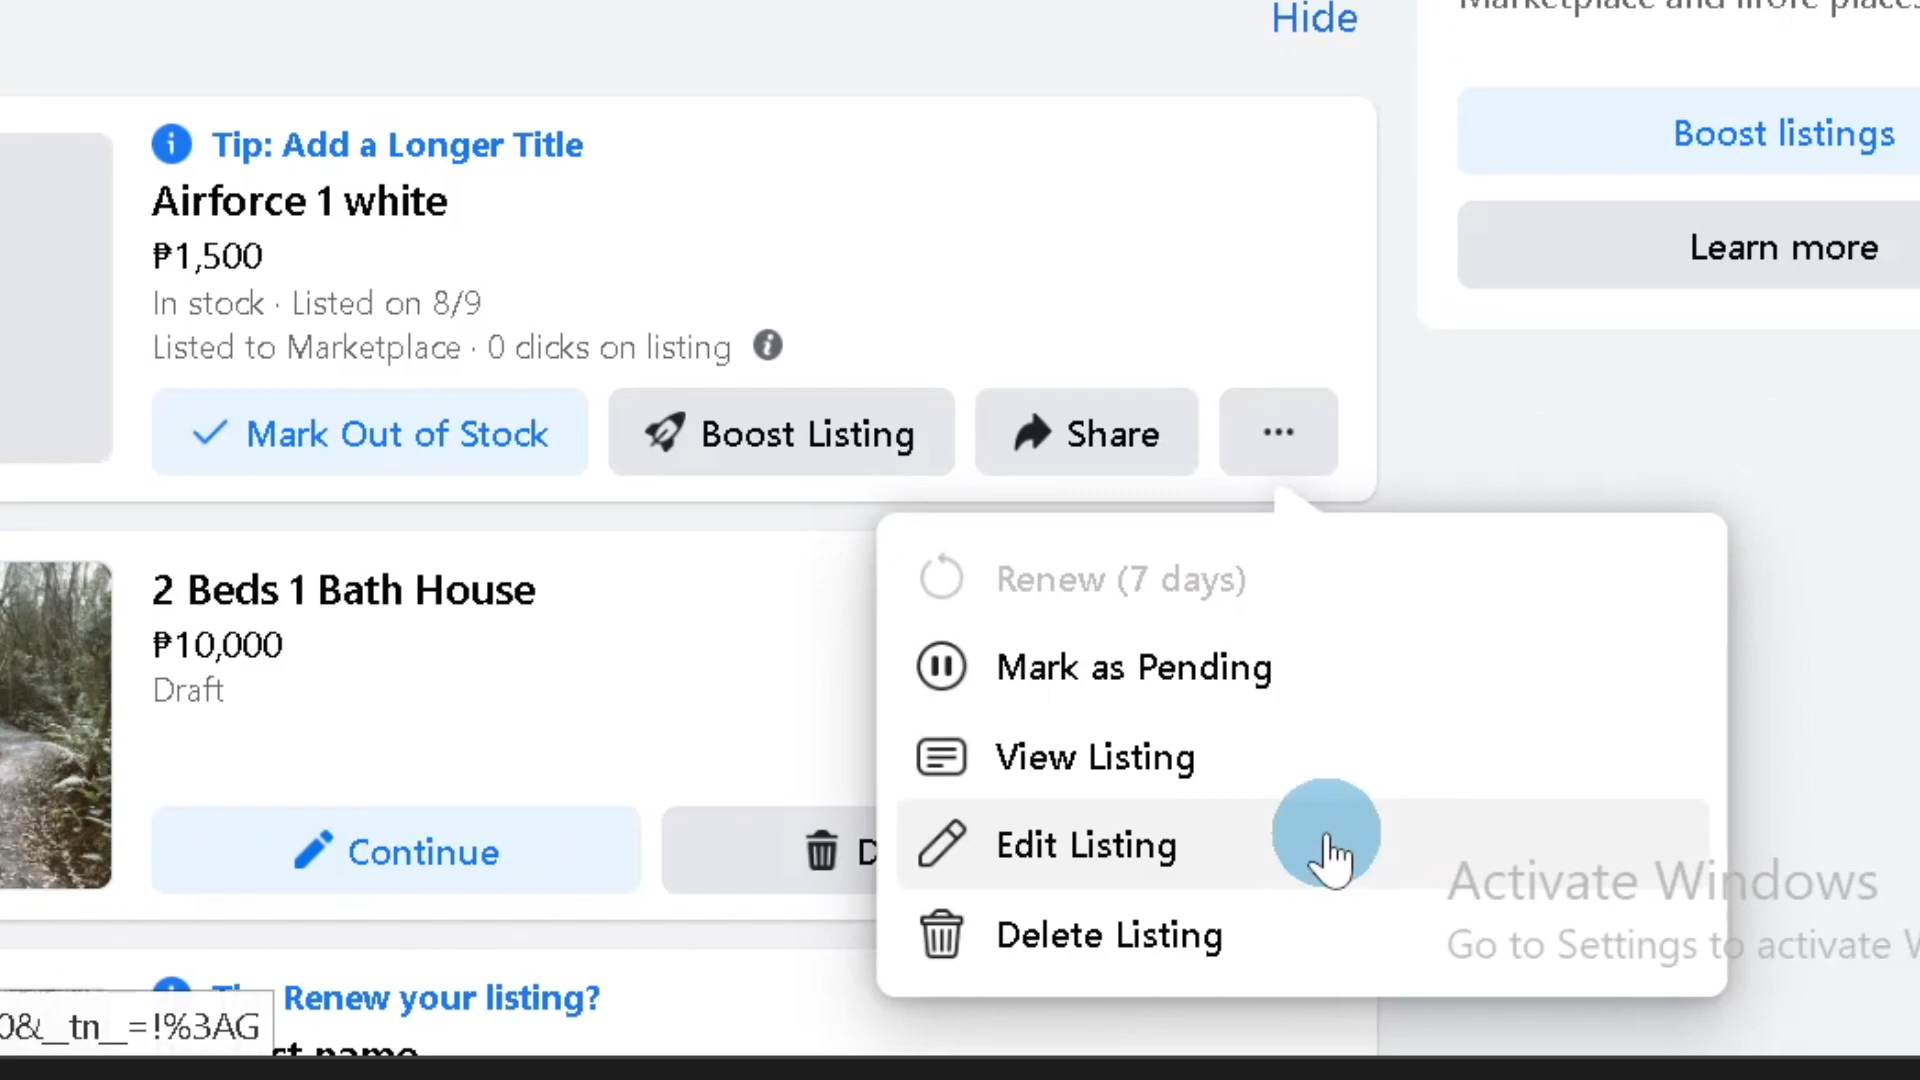 Hide
Boost listings
Learn more
Tip: Add a Longer Title
Airforce 1 white
₱1,500
In stock · Listed on 8/9
Listed to Marketplace · 0 clicks on listing
Mark Out of Stock
Boost Listing
Share
2 Beds 1 Bath House
₱10,000
Draft
Continue
D
Renew (7 days)
Mark as Pending
View Listing
Edit Listing
Delete Listing
Activate Windows
Go to Settings to activate W
Renew your listing?
0&__tn__=!%3AG